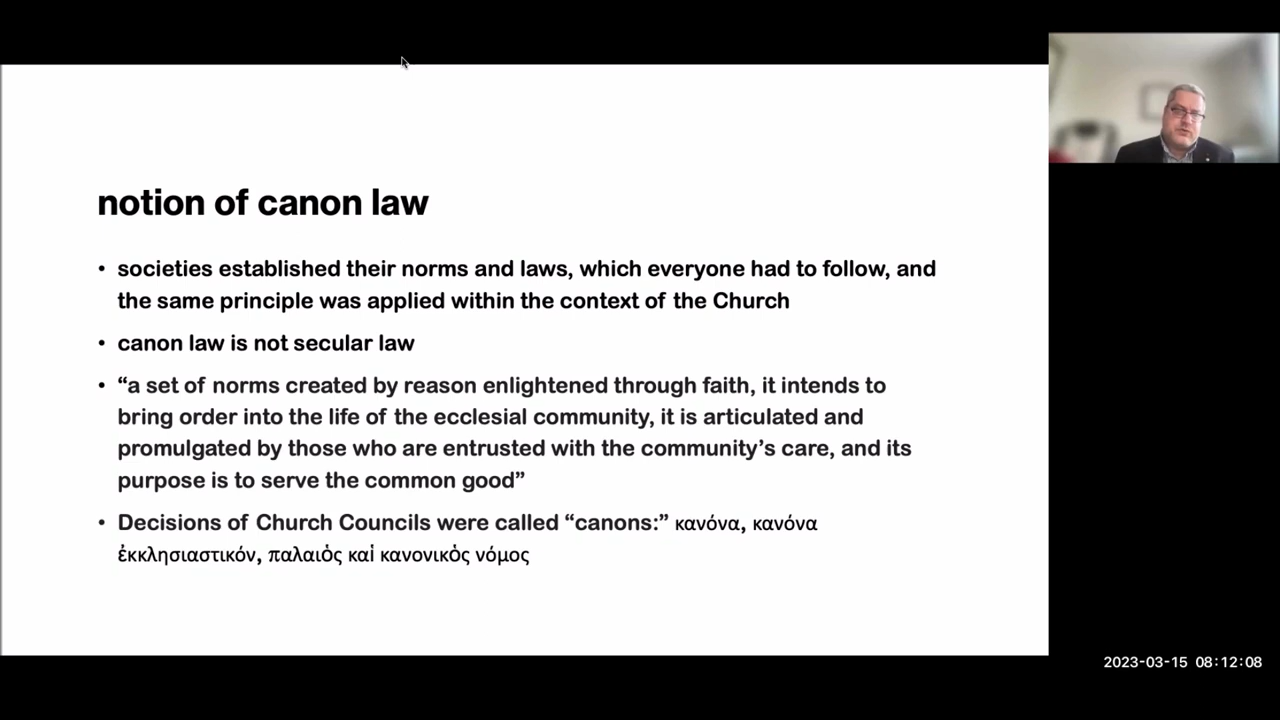 notion of canon law
• societies established their norms and laws, which everyone had to follow, and
the same principle was applied within the context of the Church
• canon law is not secular law
• “a set of norms created by reason enlightened through faith, it intends to
bring order into the life of the ecclesial community, it is articulated and
promulgated by those who are entrusted with the community’s care, and its
purpose is to serve the common good”
• Decisions of Church Councils were called “canons:” κανόνα, κανόνα
ἐκκλησιαστικόν, παλαιὸς καὶ κανονικὸς νόμος
2023-03-15 08:12:08